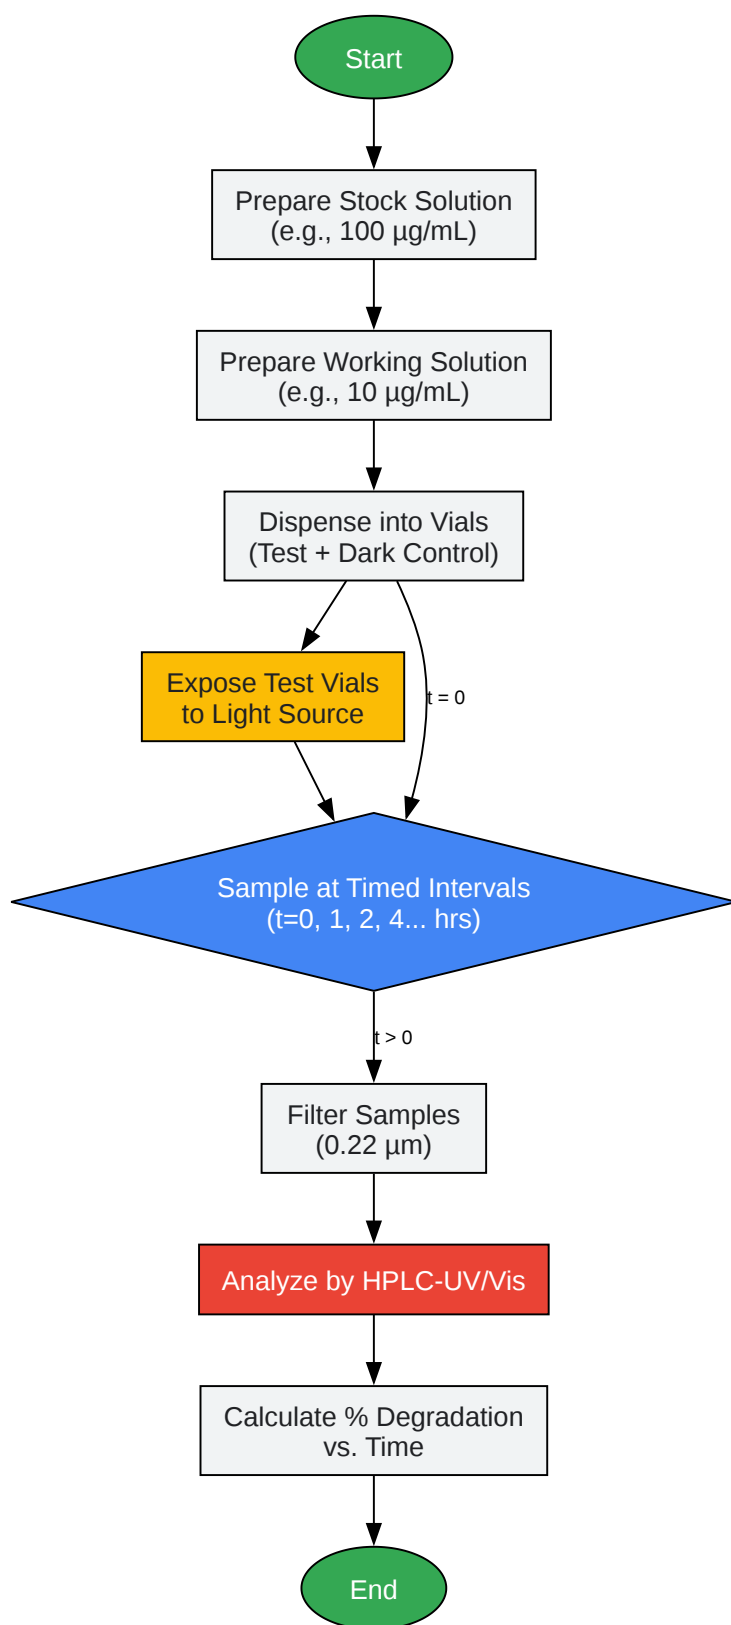 Start
Prepare Stock Solution
(e.g., 100 µg/mL)
Prepare Working Solution
(e.g., 10 µg/mL)
Dispense into Vials
(Test + Dark Control)
Expose Test Vials
to Light Source
t = 0
Sample at Timed Intervals
(t=0, 1, 2, 4... hrs)
t > 0
Filter Samples
(0.22 µm)
Analyze by HPLC-UV/Vis
Calculate % Degradation
vs. Time
End